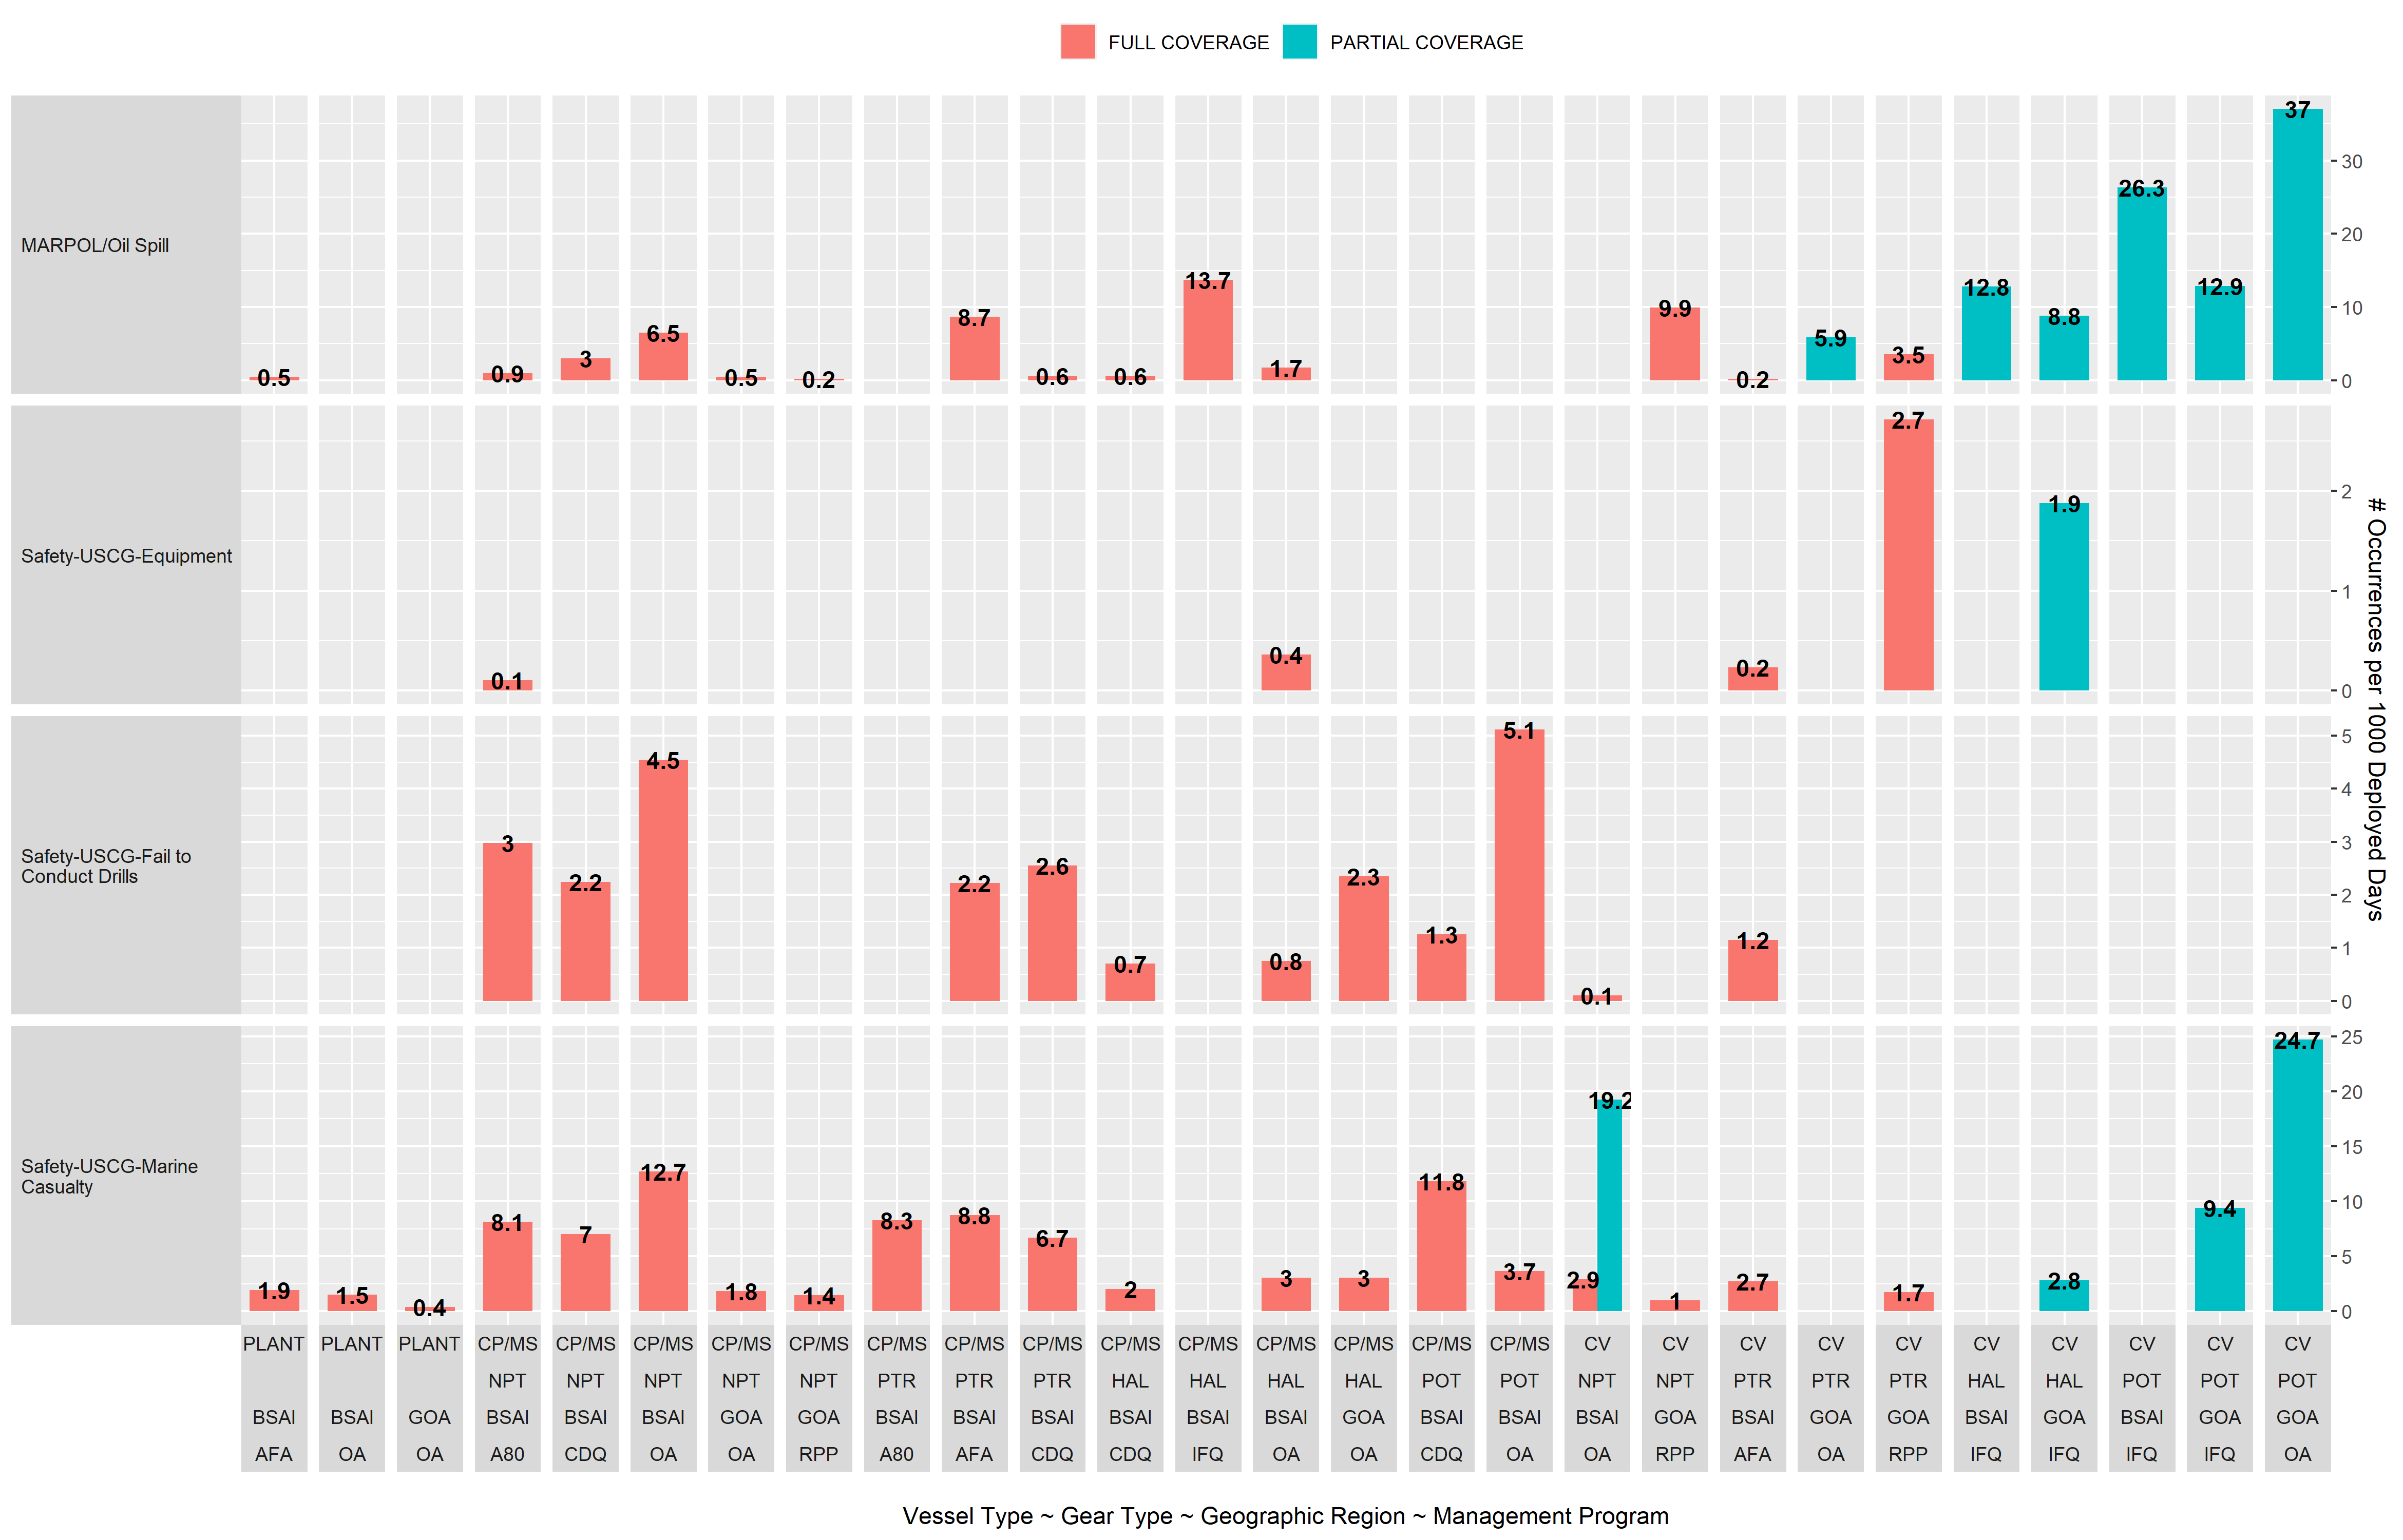 FULL COVERAGE PARTIAL COVERAGE
MARPOL/Oil Spill
0.5 0.9 3 6.5 0.5 0.2 8.7 0.6 0.6 13.7 1.7 9.9 0.2 5.9 3.5 12.8 8.8 26.3 12.9 37
30
20
10
0
Safety-USCG-Equipment
0.1 0.4 0.2 2.7 1.9
2
1
0
Safety-USCG-Fail to
Conduct Drills
3 2.2 4.5 2.2 2.6 0.7 0.8 2.3 1.3 5.1 0.1 1.2
5
4
3
2
1
0
Safety-USCG-Marine
Casualty
1.9 1.5 0.4 8.1 7 12.7 1.8 1.4 8.3 8.8 6.7 2 3 3 11.8 3.7 2.9 19.2 1 2.7 1.7 2.8 9.4 24.7
25
20
15
10
5
0
# Occurrences per 1000 Deployed Days
PLANT PLANT PLANT CP/MS CP/MS CP/MS CP/MS CP/MS CP/MS CP/MS CP/MS CP/MS CP/MS CP/MS CP/MS CP/MS CP/MS CV CV CV CV CV CV CV CV CV CV
NPT NPT NPT NPT NPT PTR PTR PTR HAL HAL HAL HAL POT POT NPT NPT PTR PTR PTR HAL HAL POT POT POT
BSAI BSAI GOA BSAI BSAI BSAI GOA GOA BSAI BSAI BSAI BSAI BSAI BSAI GOA BSAI BSAI BSAI GOA BSAI GOA GOA BSAI GOA BSAI GOA GOA
AFA OA OA A80 CDQ OA OA RPP A80 AFA CDQ CDQ IFQ OA OA CDQ OA OA RPP AFA OA RPP IFQ IFQ IFQ IFQ OA
Vessel Type ~ Gear Type ~ Geographic Region ~ Management Program